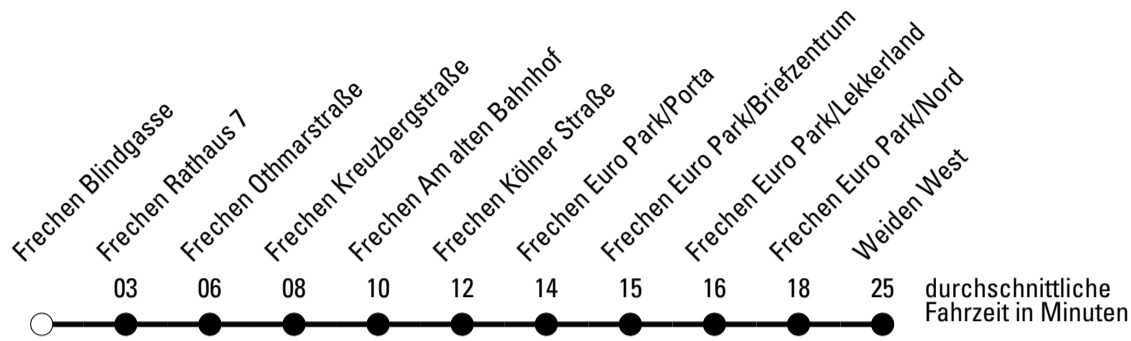 Frechen Blindgasse
Frechen Rathaus 7
Frechen Othmarstraße
Frechen Kreuzbergstraße
Frechen Am alten Bahnhof
Frechen Kölner Straße
Frechen Euro Park/Porta
Frechen Euro Park/Briefzentrum
Frechen Euro Park/Lekkerland
Frechen Euro Park/Nord
Weiden West
03 06 08 10 12 14 15 16 18 25 durchschnittliche
Fahrzeit in Minuten